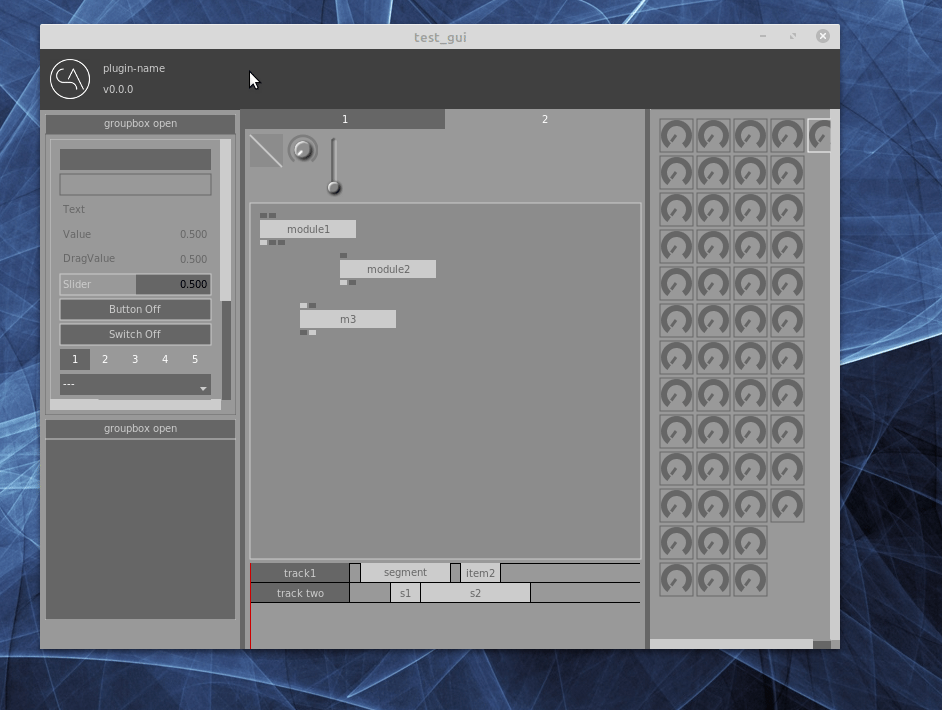 test_gui
plugin-name
v0.0.0
groupbox open
Text
Value 0.500
DragValue 0.500
Slider 0.500
Button Off
Switch Off
1 2 3 4 5
---
groupbox open
1 2
module1
module2
m3
track1 segment item2
track two s1 s2